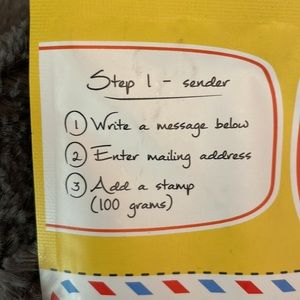 Step 1 - sender
1 Write a message below
2 Enter mailing address
3 Add a stamp
(100 grams)